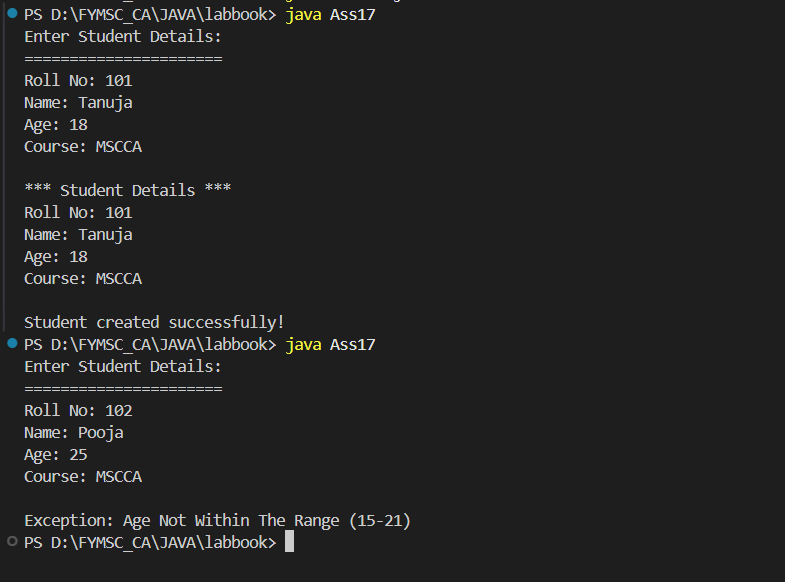 PS D:\FYMSC_CA\JAVA\labbook> java Ass17
Enter Student Details:
======================
Roll No: 101
Name: Tanuja
Age: 18
Course: MSCCA
*** Student Details ***
Roll No: 101
Name: Tanuja
Age: 18
Course: MSCCA
Student created successfully!
PS D:\FYMSC_CA\JAVA\labbook> java Ass17
Enter Student Details:
======================
Roll No: 102
Name: Pooja
Age: 25
Course: MSCCA
Exception: Age Not Within The Range (15-21)
PS D:\FYMSC_CA\JAVA\labbook>